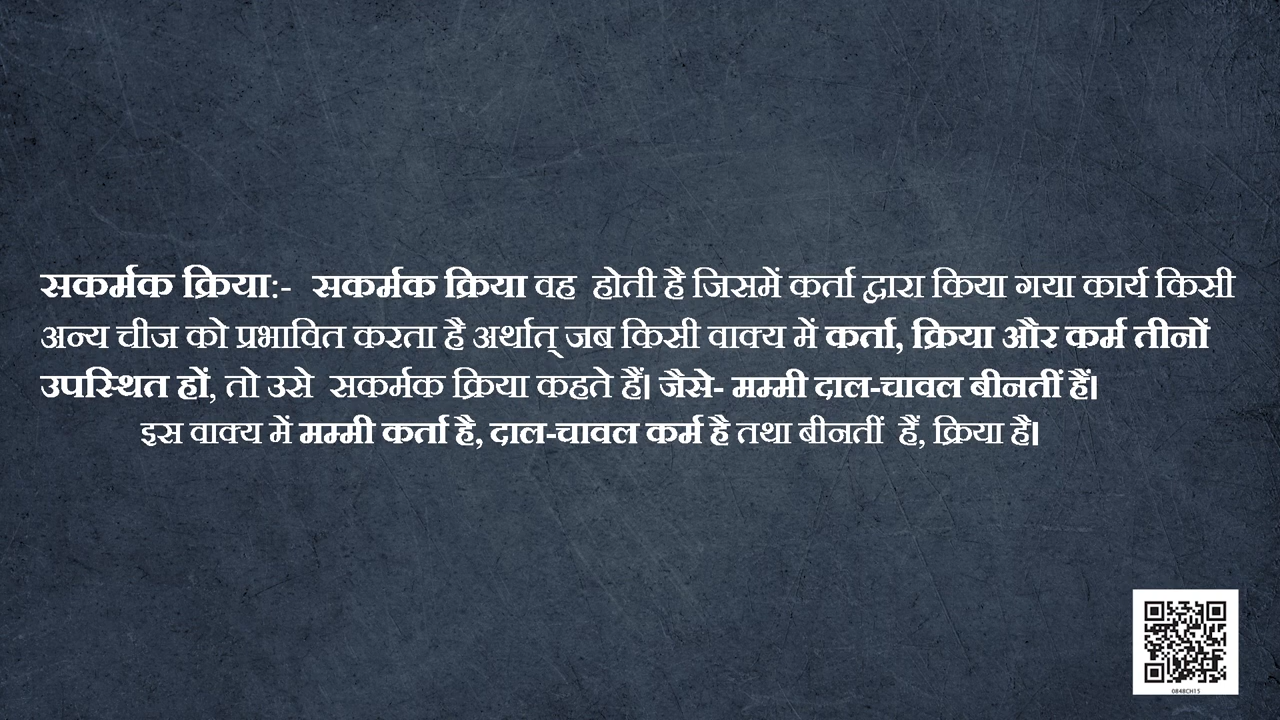 सकर्मक क्रिया:- सकर्मक क्रिया वह होती है जिसमें कर्ता द्वारा किया गया कार्य किसी
अन्य चीज को प्रभावित करता है अर्थात् जब किसी वाक्य में कर्ता, क्रिया और कर्म तीनों
उपस्थित हों, तो उसे सकर्मक क्रिया कहते हैं। जैसे- मम्मी दाल-चावल बीनतीं हैं।
इस वाक्य में मम्मी कर्ता है, दाल-चावल कर्म है तथा बीनतीं हैं, क्रिया है।
0848CH15